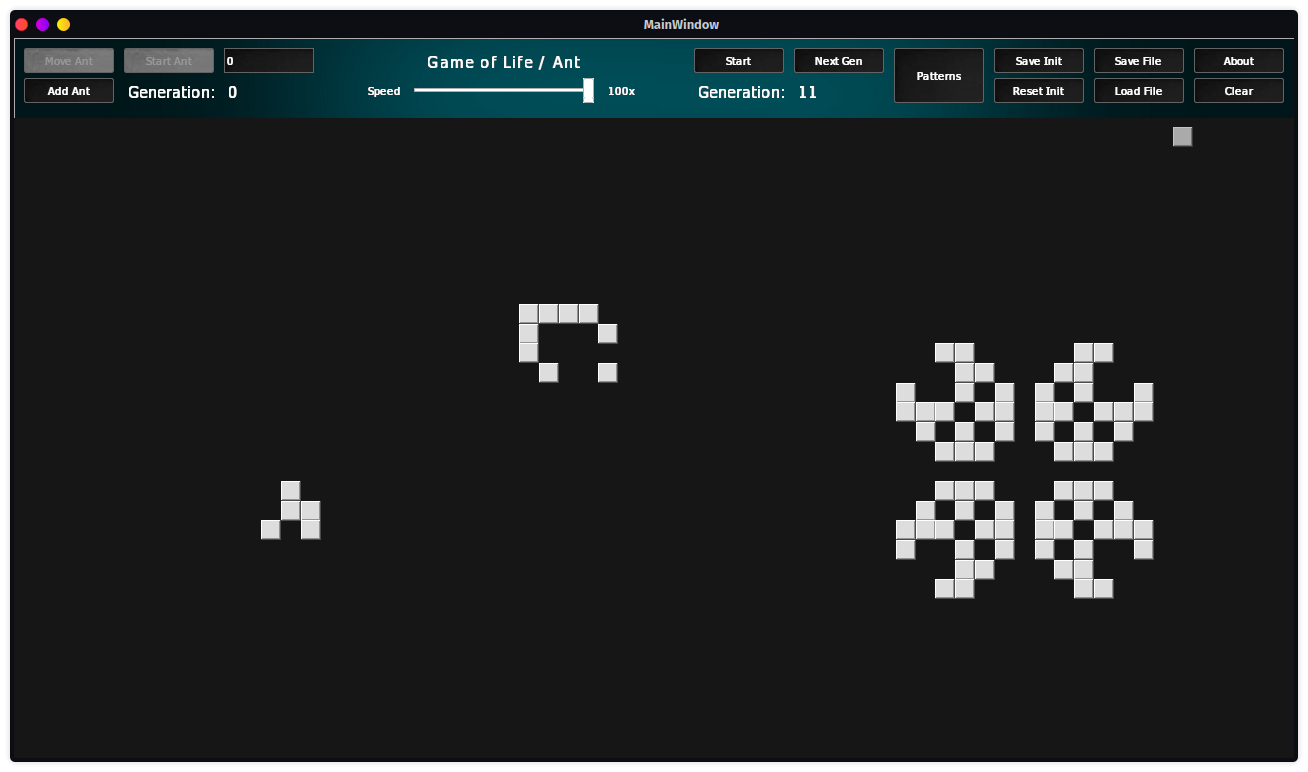 MainWindow
Move Ant
Start Ant
0
Game of Life / Ant
Start
Next Gen
Patterns
Save Init
Save File
About
Add Ant
Generation: 0
Speed
100x
Generation: 11
Reset Init
Load File
Clear